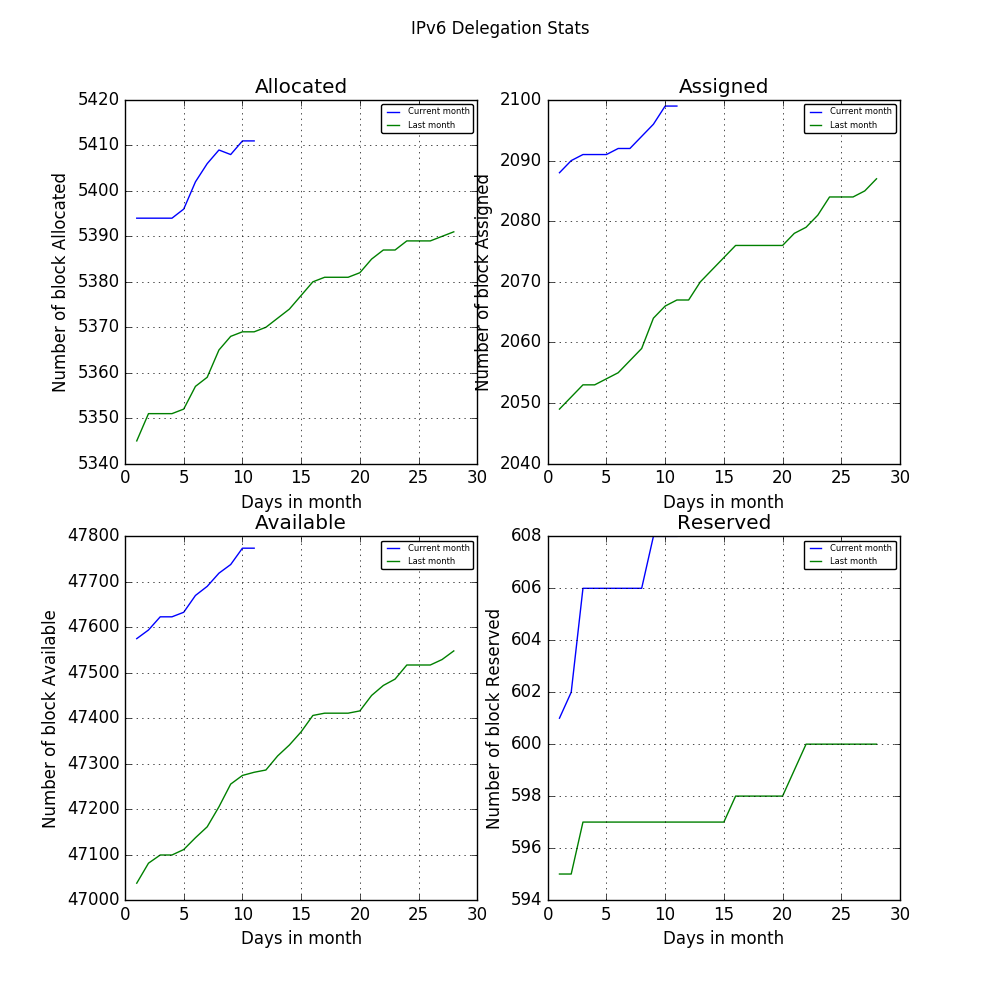 IPv6 Delegation Stats
Allocated
Number of block Allocated
5420
5410
5400
5390
5380
5370
5360
5350
5340
Current month
Last month
0 5 10 15 20 25 30
Days in month
Assigned
Number of block Assigned
2100
2090
2080
2070
2060
2050
2040
Current month
Last month
0 5 10 15 20 25 30
Days in month
Available
Number of block Available
47800
47700
47600
47500
47400
47300
47200
47100
47000
Current month
Last month
0 5 10 15 20 25 30
Days in month
Reserved
Number of block Reserved
608
606
604
602
600
598
596
594
Current month
Last month
0 5 10 15 20 25 30
Days in month